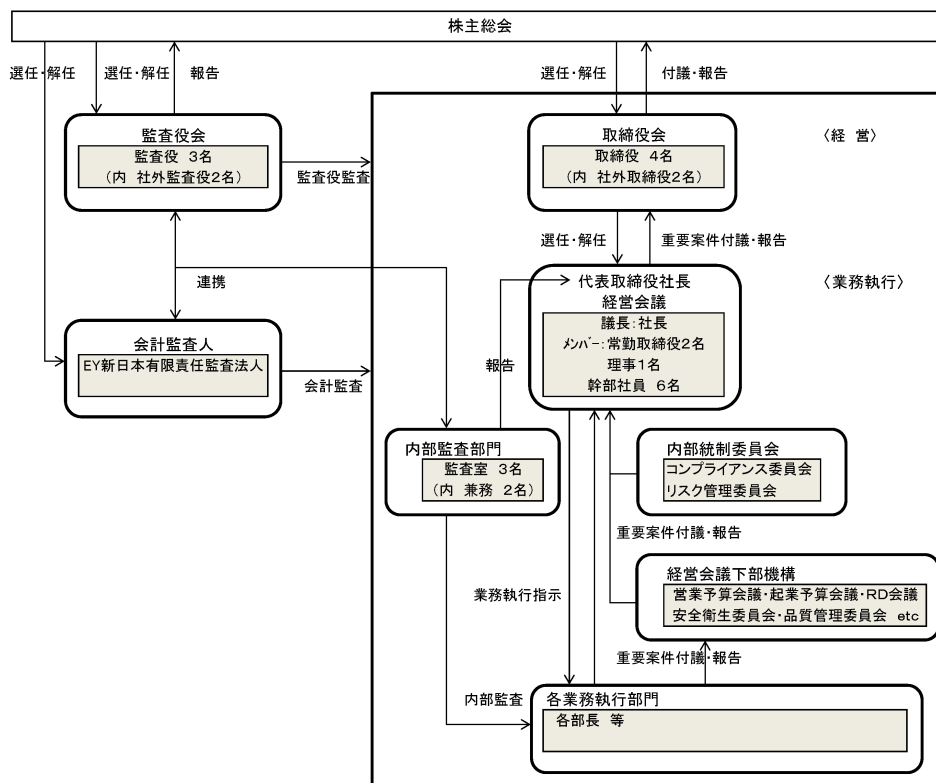 株主総会
選任・解任
選任・解任
報告
選任・解任
付議・報告
監査役会
監査役 3名
(内 社外監査役2名)
監査役監査
取締役会
取締役 4名
(内 社外取締役2名)
〈経 営〉
選任・解任
重要案件付議・報告
連携
代表取締役社長
経営会議
議長:社長
メンバー:常勤取締役2名
理事1名
幹部社員 6名
〈業務執行〉
会計監査人
EY新日本有限責任監査法人
会計監査
報告
内部監査部門
監査室 3名
(内 兼務 2名)
内部統制委員会
コンプライアンス委員会
リスク管理委員会
重要案件付議・報告
経営会議下部機構
営業予算会議・起業予算会議・RD会議
安全衛生委員会・品質管理委員会 etc
業務執行指示
重要案件付議・報告
内部監査
各業務執行部門
各部長 等